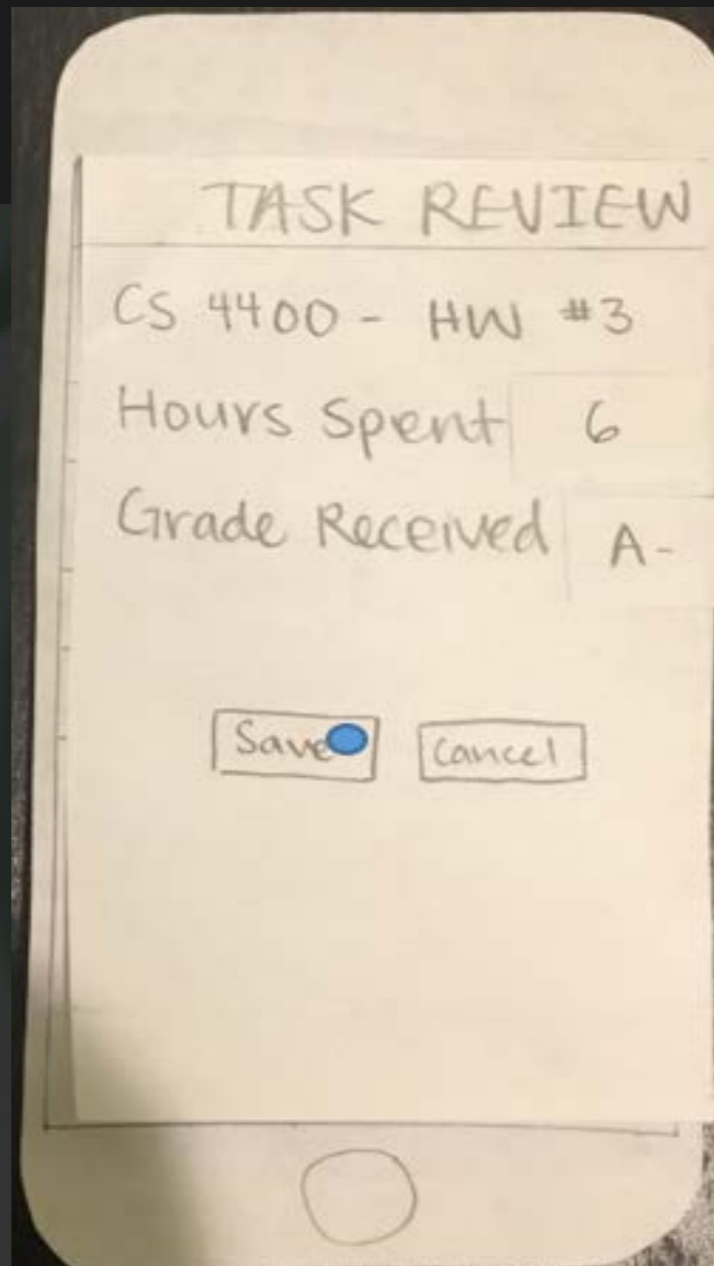 TASK REVIEW
CS 4400 - HW #3
Hours Spent 6
Grade Received A-
Save Cancel